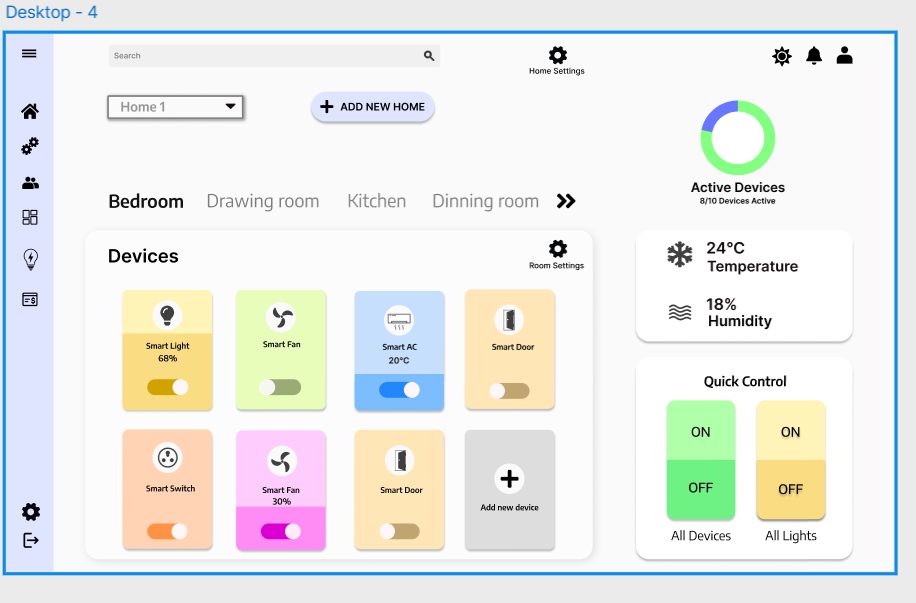 Desktop - 4
Search
Home Settings
Home 1
ADD NEW HOME
Active Devices
8/10 Devices Active
Bedroom
Drawing room
Kitchen
Dinning room
Devices
Room Settings
24°C
Temperature
18%
Humidity
Smart Light
68%
Smart Fan
Smart AC
20°C
Smart Door
Smart Switch
Smart Fan
30%
Smart Door
Add new device
Quick Control
ON
OFF
ON
OFF
All Devices
All Lights